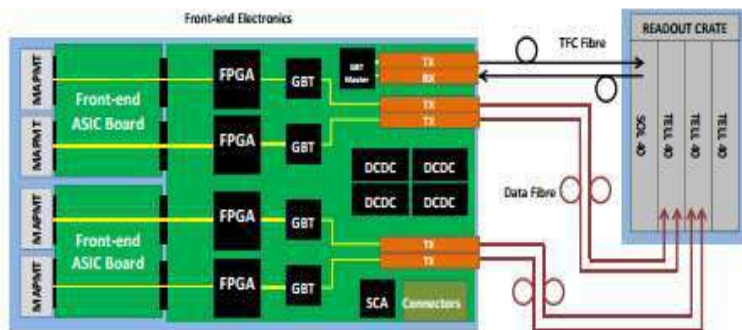 Front-end Electronics
MAPMT
MAPMT
MAPMT
MAPMT
Front-end
ASIC Board
Front-end
ASIC Board
FPGA
FPGA
FPGA
FPGA
GBT
GBT
GBT
GBT
GBT
Master
TX
RX
TX
TX
TX
TX
DCDC
DCDC
DCDC
DCDC
SCA
Connectors
TFC Fibre
Data Fibre
READOUT CRATE
SOL 40
TELL 40
TELL 40
TELL 40